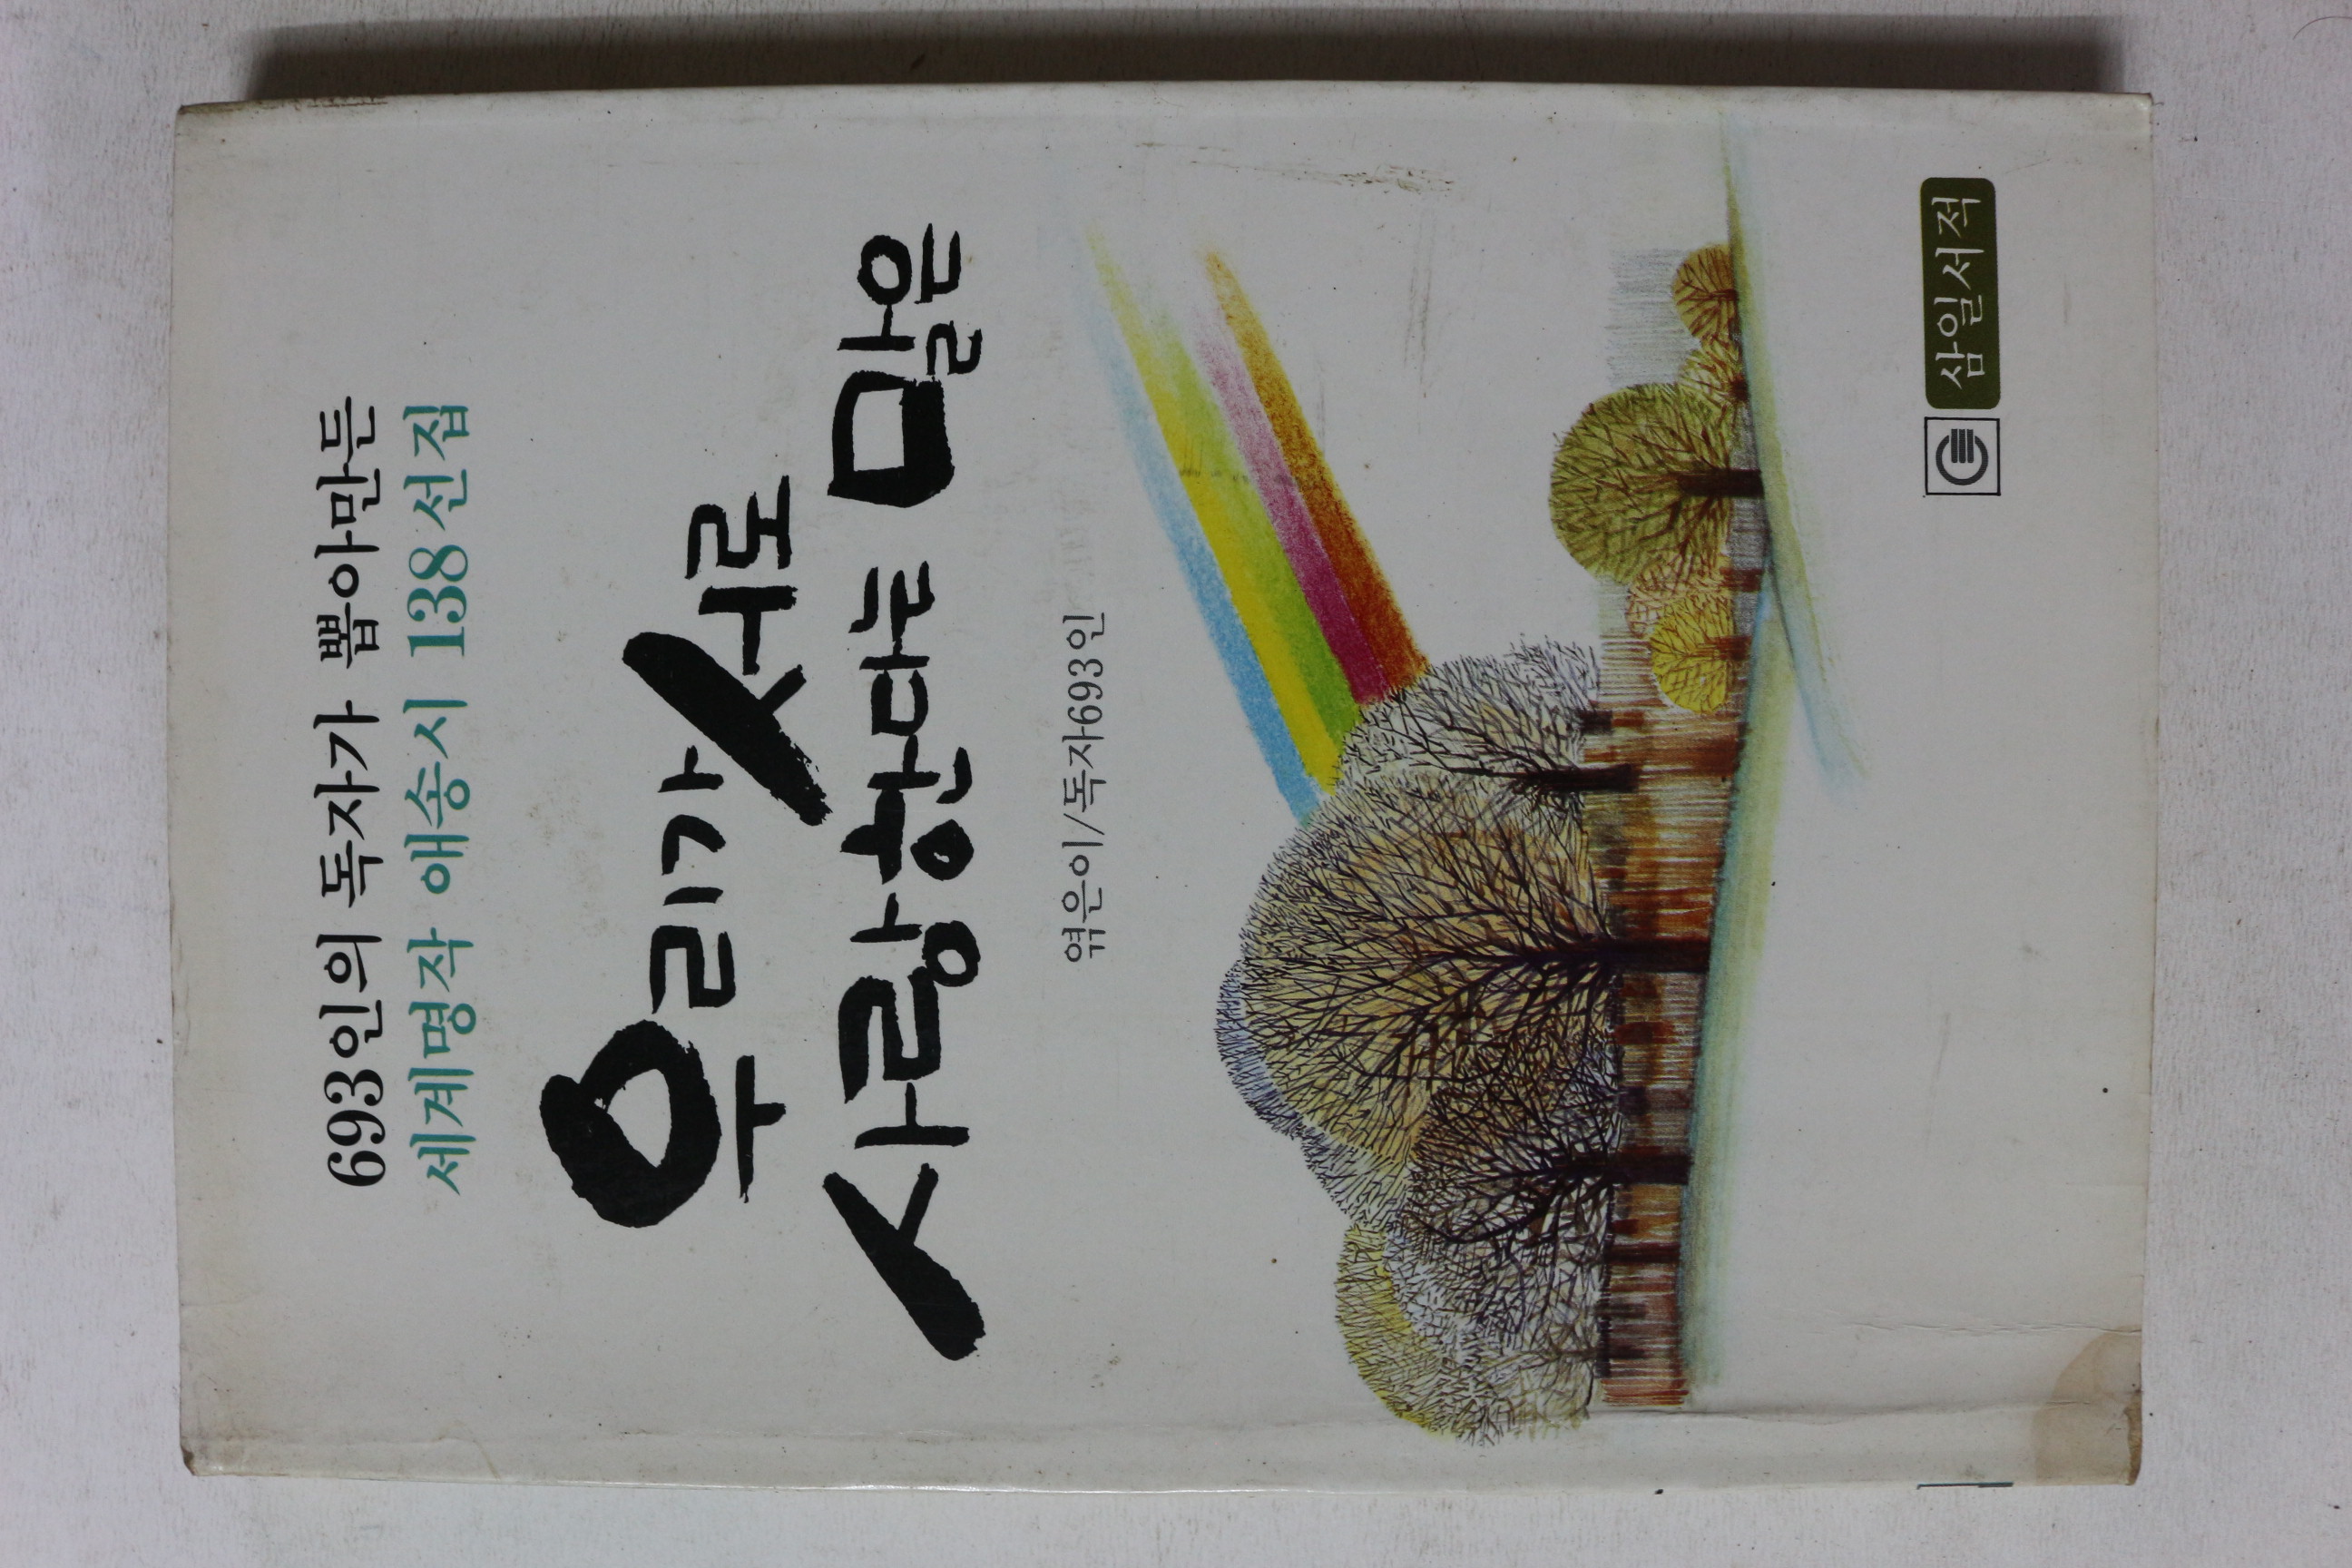 693인의 독자가 뽑아만든
세계명작 애송시 138선집
우리가 서로
사랑한다는 말은
엮은이/독자693인
삼일서적